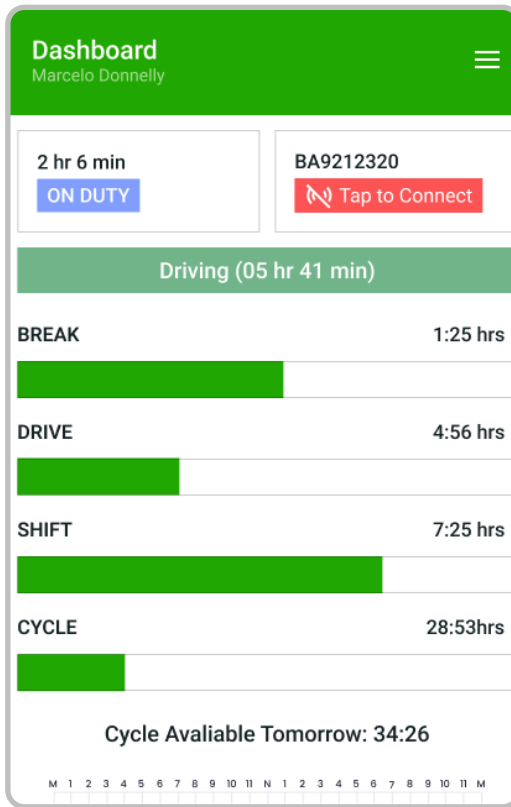 Dashboard
Marcelo Donnelly
2 hr 6 min
ON DUTY
BA9212320
Tap to Connect
Driving (05 hr 41 min)
BREAK 1:25 hrs
DRIVE 4:56 hrs
SHIFT 7:25 hrs
CYCLE 28:53hrs
Cycle Avaliable Tomorrow: 34:26
M 1 2 3 4 5 6 7 8 9 10 11 N 1 2 3 4 5 6 7 8 9 10 11 M